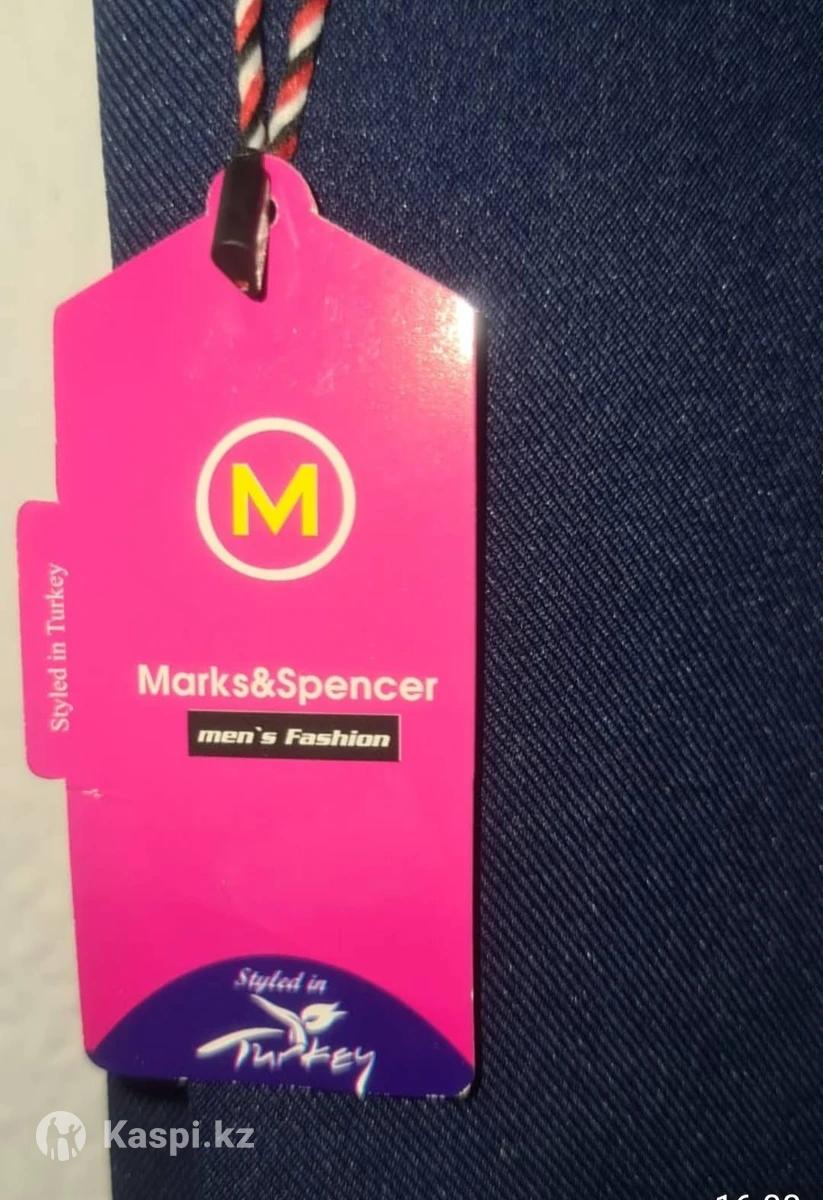 M
Marks&Spencer
men`s Fashion
Styled in Turkey
Styled in
Turkey
Kaspi.kz